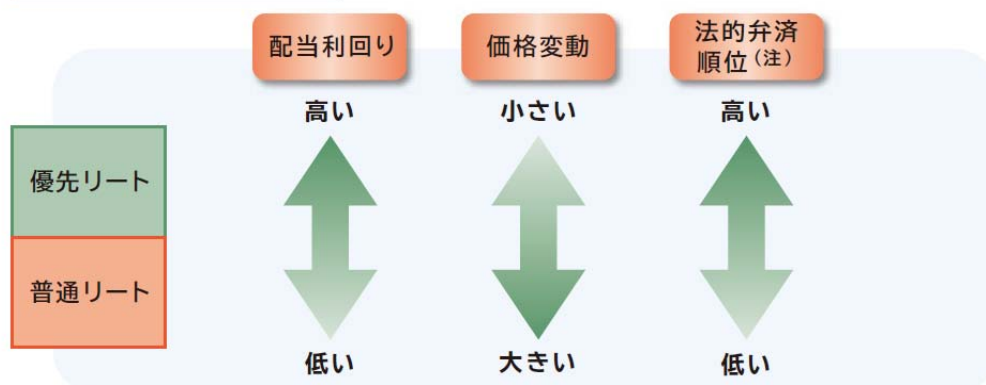 配当利回り
価格変動
法的弁済
順位(注)
高い
小さい
高い
優先リート
普通リート
低い
大きい
低い